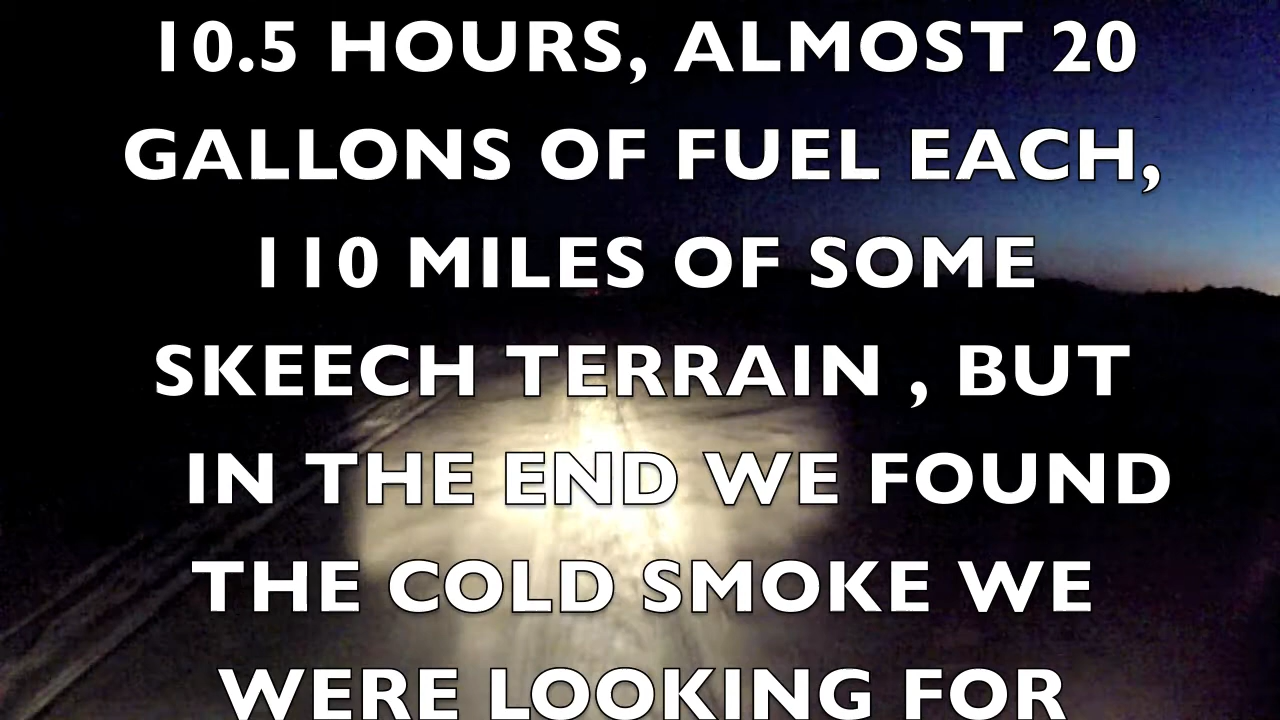 10.5 HOURS, ALMOST 20
GALLONS OF FUEL EACH,
110 MILES OF SOME
SKEECH TERRAIN , BUT
IN THE END WE FOUND
THE COLD SMOKE WE
WERE LOOKING FOR